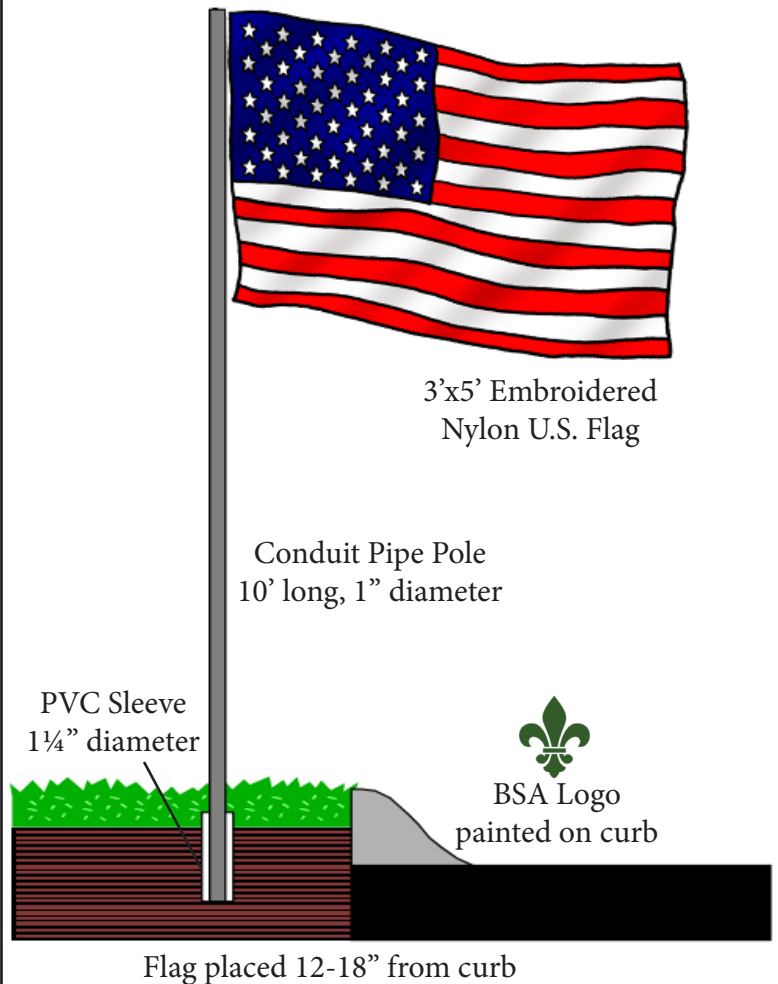 3’x5’ Embroidered
Nylon U.S. Flag
Conduit Pipe Pole
10’ long, 1” diameter
PVC Sleeve
1¼” diameter
BSA Logo
painted on curb
Flag placed 12-18” from curb